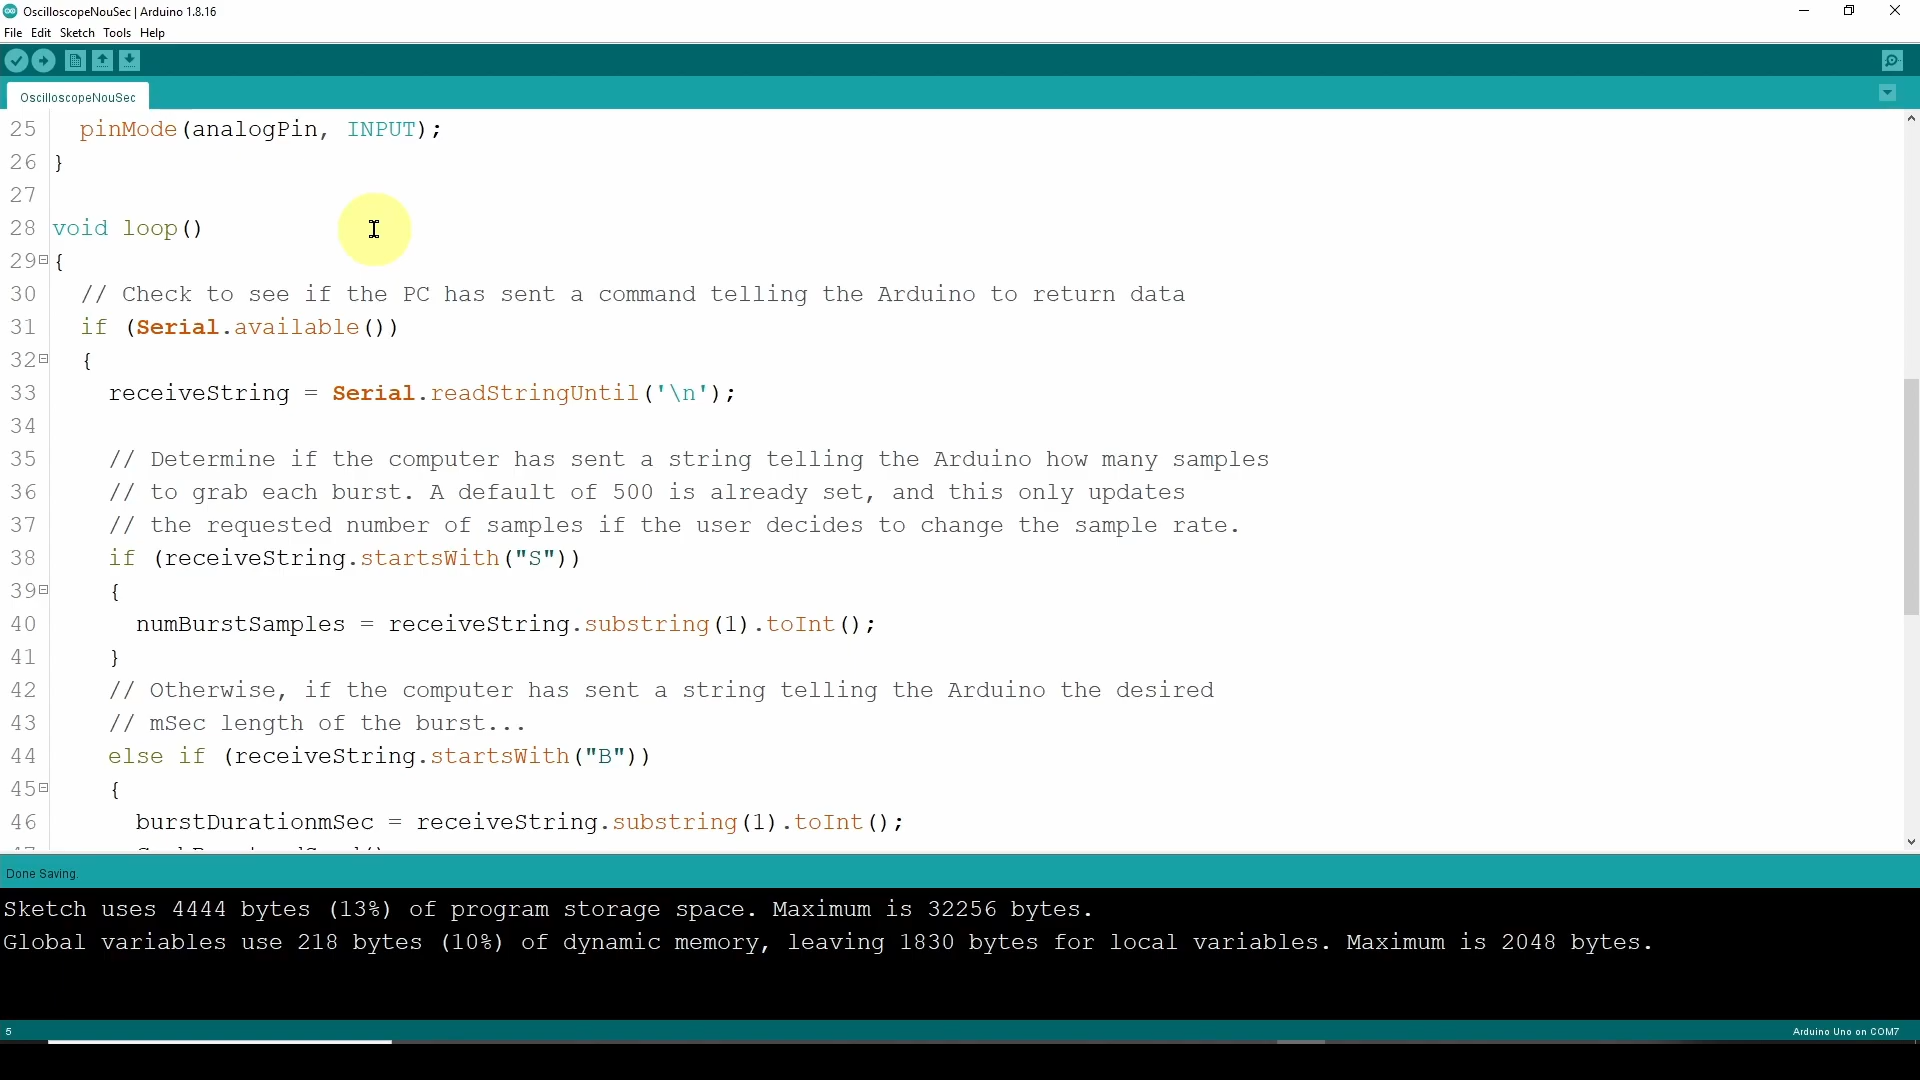 OscilloscopeNouSec | Arduino 1.8.16
File Edit Sketch Tools Help
OscilloscopeNouSec
25 pinMode(analogPin, INPUT);
26 }
27
28 void loop()
29 {
30 // Check to see if the PC has sent a command telling the Arduino to return data
31 if (Serial.available())
32 {
33 receiveString = Serial.readStringUntil('\n');
34
35 // Determine if the computer has sent a string telling the Arduino how many samples
36 // to grab each burst. A default of 500 is already set, and this only updates
37 // the requested number of samples if the user decides to change the sample rate.
38 if (receiveString.startsWith("S"))
39 {
40 numBurstSamples = receiveString.substring(1).toInt();
41 }
42 // Otherwise, if the computer has sent a string telling the Arduino the desired
43 // mSec length of the burst...
44 else if (receiveString.startsWith("B"))
45 {
46 burstDurationmSec = receiveString.substring(1).toInt();
Done Saving.
Sketch uses 4444 bytes (13%) of program storage space. Maximum is 32256 bytes.
Global variables use 218 bytes (10%) of dynamic memory, leaving 1830 bytes for local variables. Maximum is 2048 bytes.
5 Arduino Uno on COM7